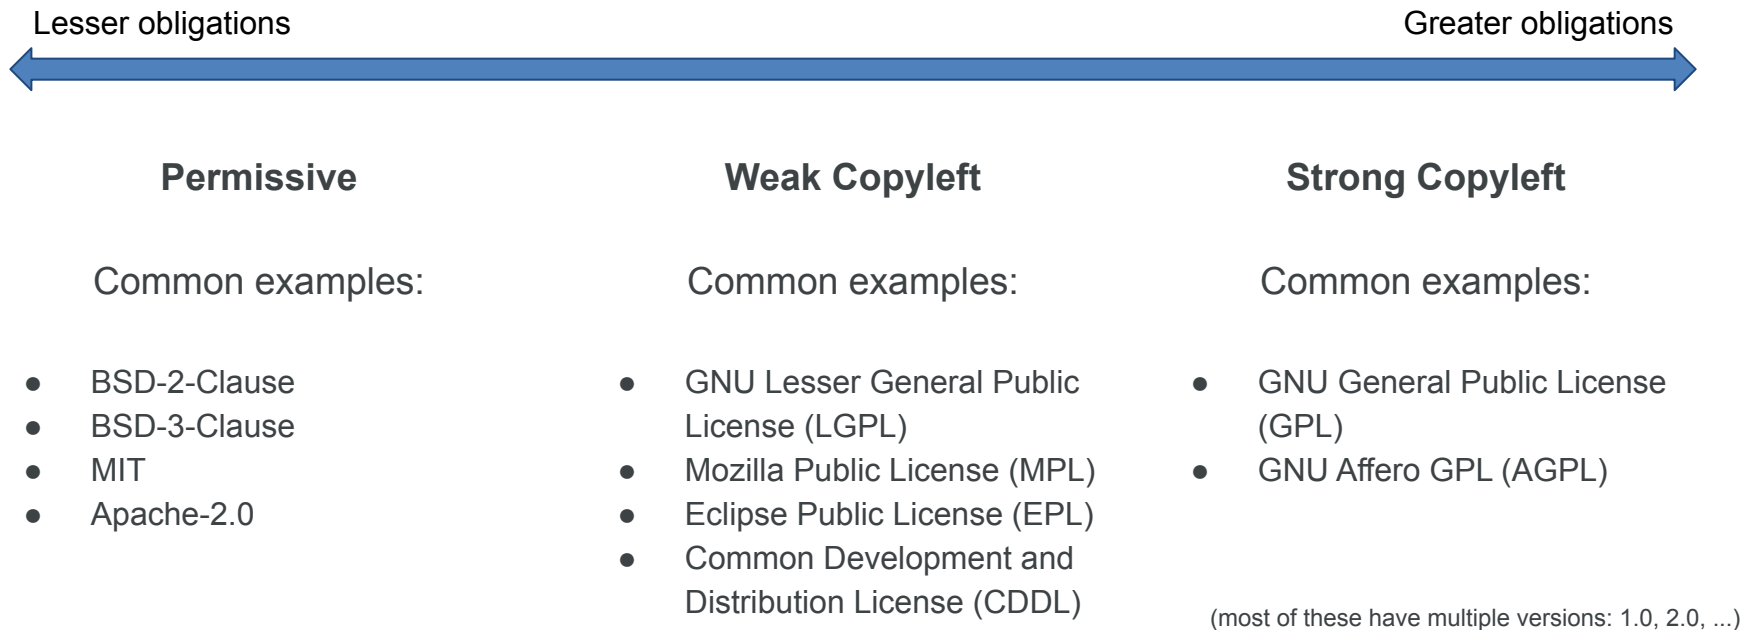 Lesser obligations
Greater obligations
Permissive
Common examples:
● BSD-2-Clause
● BSD-3-Clause
● MIT
● Apache-2.0
Weak Copyleft
Common examples:
● GNU Lesser General Public
License (LGPL)
● Mozilla Public License (MPL)
● Eclipse Public License (EPL)
● Common Development and
Distribution License (CDDL)
Strong Copyleft
Common examples:
● GNU General Public License
(GPL)
● GNU Affero GPL (AGPL)
(most of these have multiple versions: 1.0, 2.0, ...)